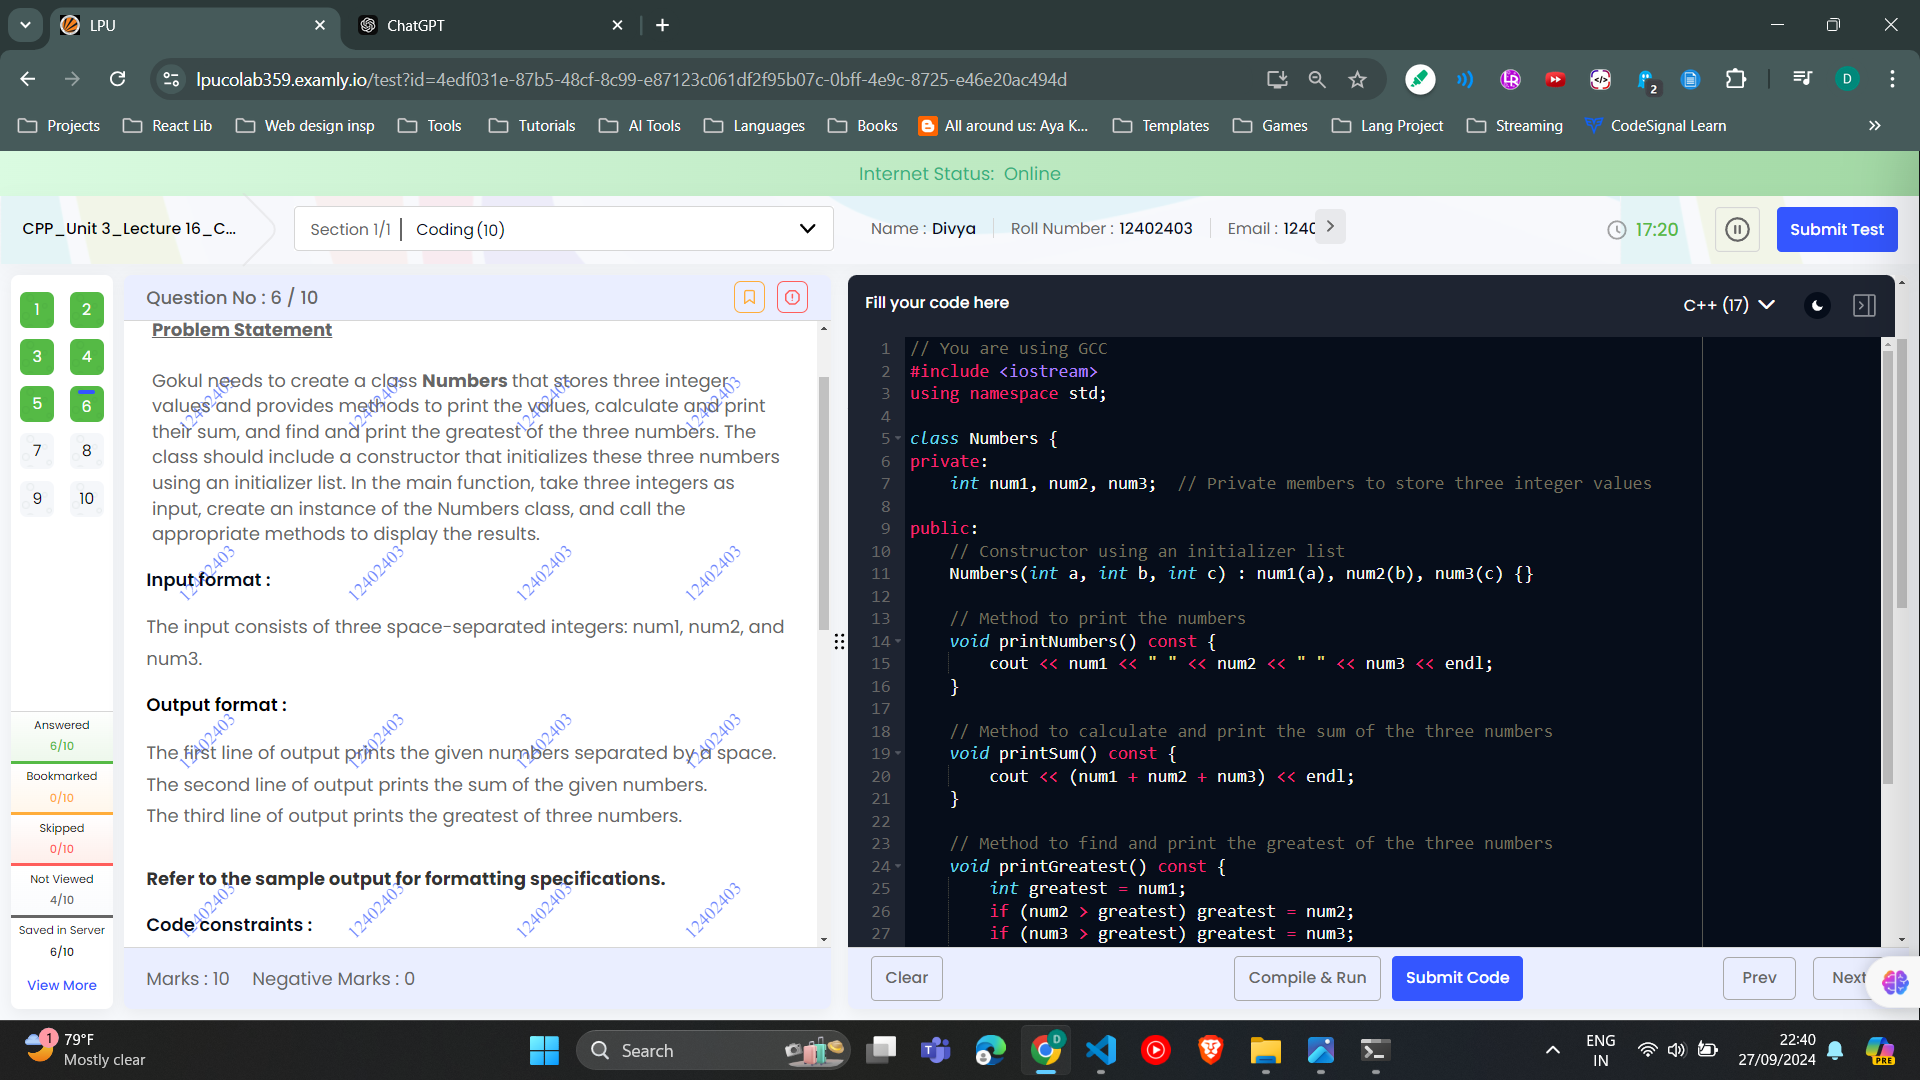 LPU
ChatGPT
lpucolab359.examly.io/test?id=4edf031e-87b5-48cf-8c99-e87123c061df2f95b07c-0bff-4e9c-8725-e46e20ac494d
2
D
Projects
React Lib
Web design insp
Tools
Tutorials
AI Tools
Languages
Books
All around us: Aya K...
Templates
Games
Lang Project
Streaming
CodeSignal Learn
Internet Status: Online
CPP_Unit 3_Lecture 16_C...
Section 1/1 | Coding (10)
Name : Divya
Roll Number : 12402403
Email : 1240
17:20
Submit Test
1 2
3 4
5 6
7 8
9 10
Answered
6/10
Bookmarked
0/10
Skipped
0/10
Not Viewed
4/10
Saved in Server
6/10
View More
Question No : 6 / 10
Problem Statement
Gokul needs to create a class Numbers that stores three integer
values and provides methods to print the values, calculate and print
their sum, and find and print the greatest of the three numbers. The
class should include a constructor that initializes these three numbers
using an initializer list. In the main function, take three integers as
input, create an instance of the Numbers class, and call the
appropriate methods to display the results.
Input format :
The input consists of three space-separated integers: num1, num2, and
num3.
Output format :
The first line of output prints the given numbers separated by a space.
The second line of output prints the sum of the given numbers.
The third line of output prints the greatest of three numbers.
Refer to the sample output for formatting specifications.
Code constraints :
12402403 12402403 12402403 12402403
12402403 12402403 12402403 12402403
12402403 12402403 12402403 12402403
12402403 12402403 12402403 12402403
Marks : 10 Negative Marks : 0
Fill your code here
C++ (17)
1 // You are using GCC
2 #include <iostream>
3 using namespace std;
4
5 class Numbers {
6 private:
7 int num1, num2, num3; // Private members to store three integer values
8
9 public:
10 // Constructor using an initializer list
11 Numbers(int a, int b, int c) : num1(a), num2(b), num3(c) {}
12
13 // Method to print the numbers
14 void printNumbers() const {
15 cout << num1 << " " << num2 << " " << num3 << endl;
16 }
17
18 // Method to calculate and print the sum of the three numbers
19 void printSum() const {
20 cout << (num1 + num2 + num3) << endl;
21 }
22
23 // Method to find and print the greatest of the three numbers
24 void printGreatest() const {
25 int greatest = num1;
26 if (num2 > greatest) greatest = num2;
27 if (num3 > greatest) greatest = num3;
Clear
Compile & Run
Submit Code
Prev
Next
1
79°F
Mostly clear
Search
D
ENG
IN
22:40
27/09/2024
PRE